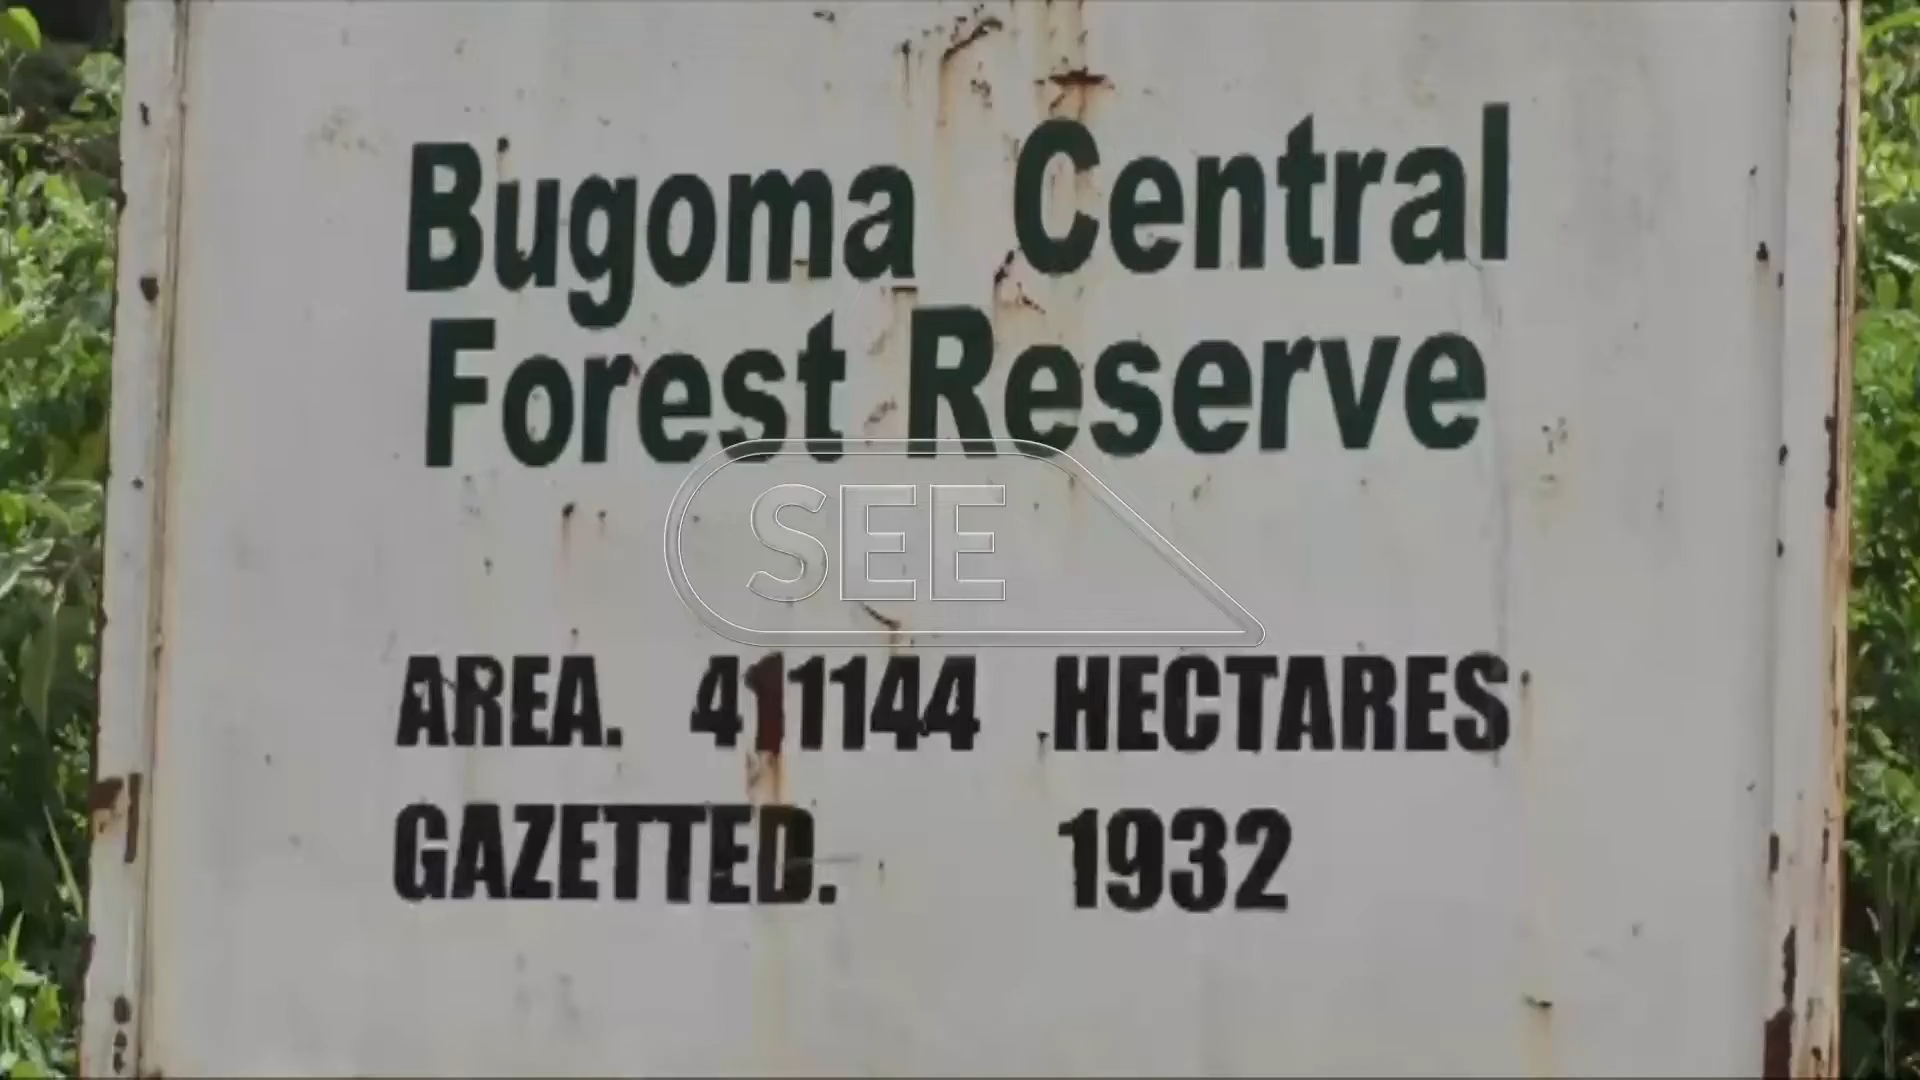 Bugoma Central
Forest Reserve
SEE
AREA. 411144 HECTARES
GAZETTED. 1932